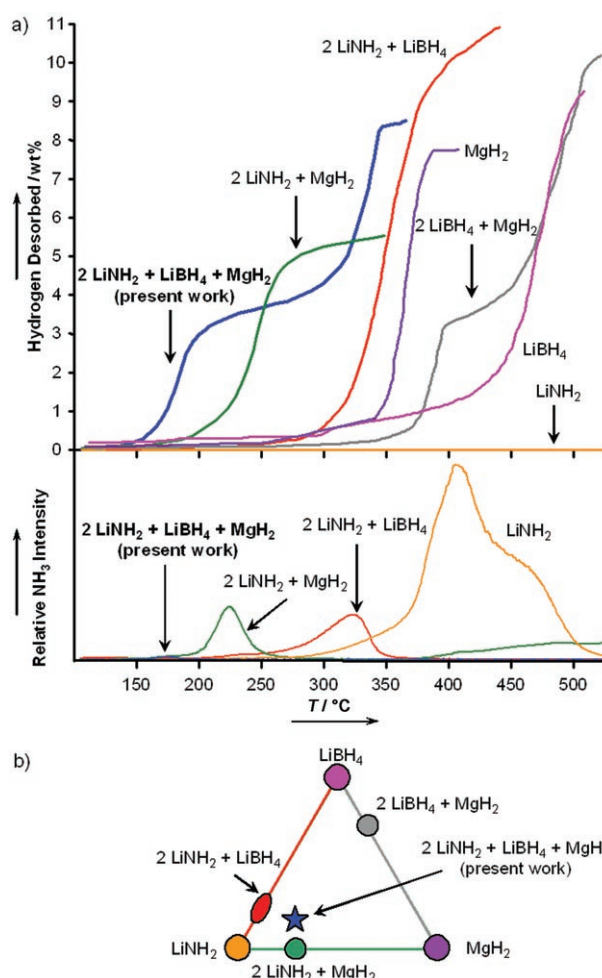 a)
11
10
9
8
7
6
5
4
3
2
1
0
Hydrogen Desorbed /wt%
2 LiNH2 + LiBH4
MgH2
2 LiNH2 + MgH2
2 LiBH4 + MgH2
2 LiNH2 + LiBH4 + MgH2
(present work)
LiBH4
LiNH2
Relative NH3 Intensity
2 LiNH2 + LiBH4 + MgH2
(present work)
2 LiNH2 + LiBH4
LiNH2
2 LiNH2 + MgH2
150 200 250 300 350 400 450 500
T / °C
b)
LiBH4
2 LiBH4 + MgH2
2 LiNH2 + LiBH4
2 LiNH2 + LiBH4 + MgH
(present work)
LiNH2
MgH2
2 LiNH2 + MgH2